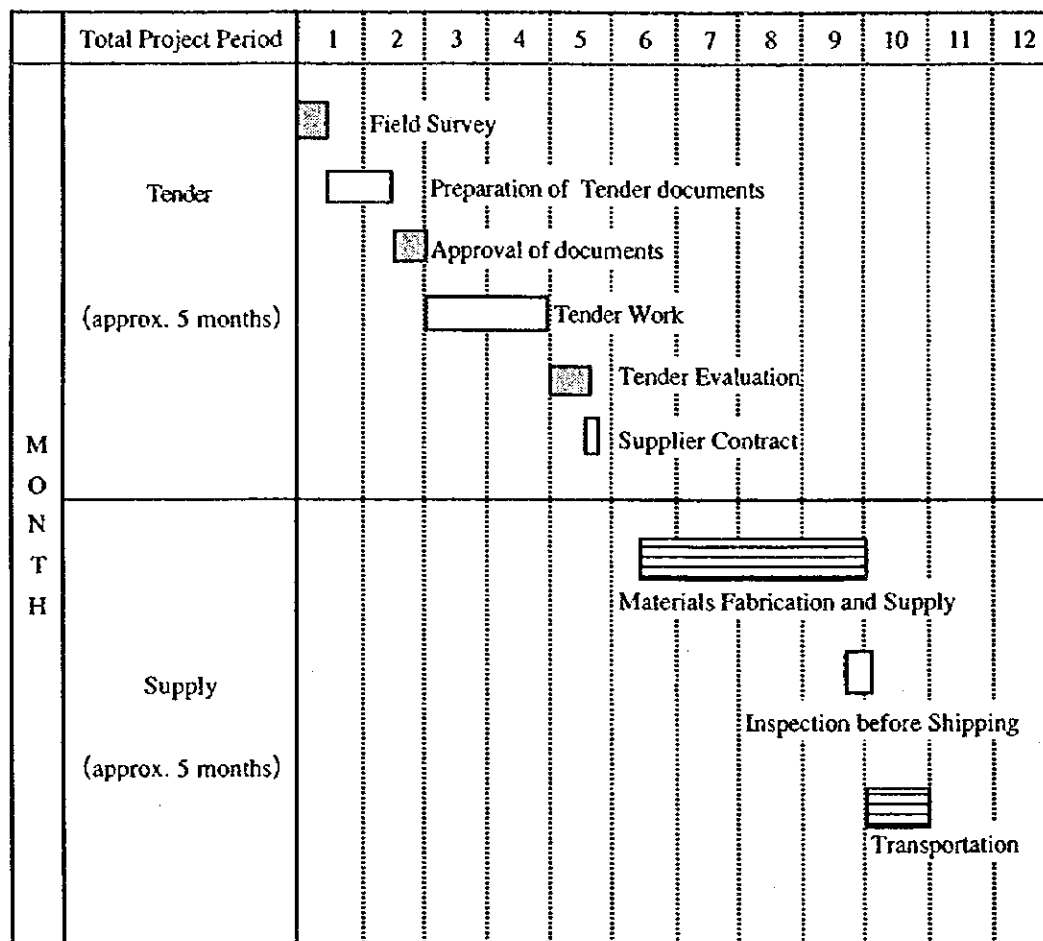 Total Project Period 1 2 3 4 5 6 7 8 9 10 11 12
Field Survey
Tender
Preparation of Tender documents
Approval of documents
(approx. 5 months)
Tender Work
Tender Evaluation
Supplier Contract
MONTH
Materials Fabrication and Supply
Supply
Inspection before Shipping
(approx. 5 months)
Transportation